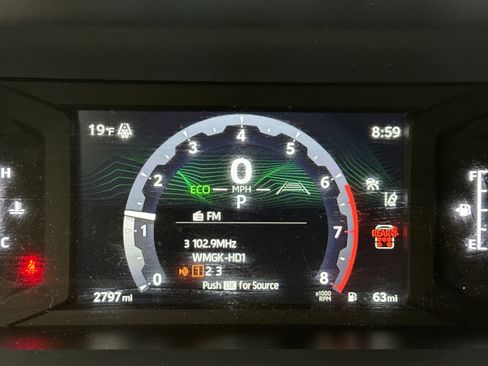 19°F
8:59
H
C
F
E
4
3
5
2
6
1
7
0
8
0
MPH
ECO
P
FM
3 102.9MHz
WMGK-HD1
1 2 3
Push OK for Source
x1000
RPM
REAR
2797 mi
63 mi